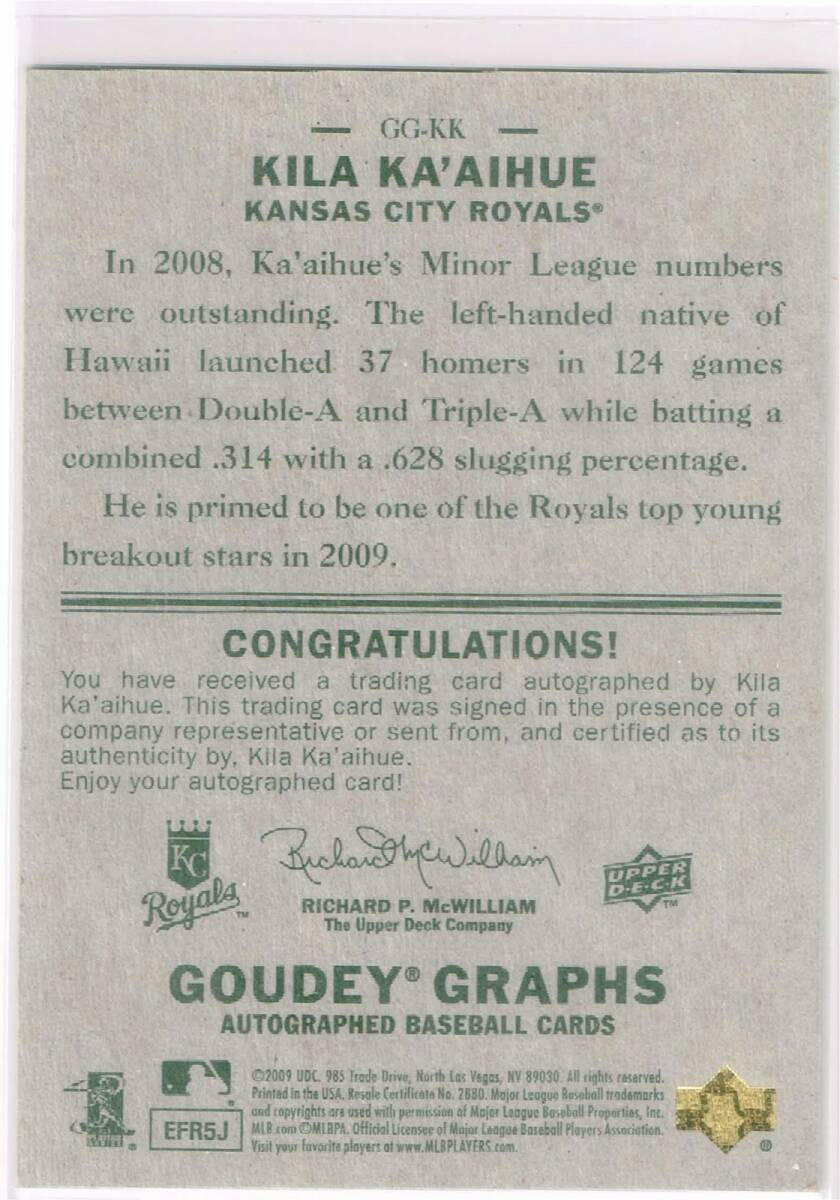 GG-KK
KILA KA'AIHUE
KANSAS CITY ROYALS®
In 2008, Ka'aihue's Minor League numbers
were outstanding. The left-handed native of
Hawaii launched 37 homers in 124 games
between Double-A and Triple-A while batting a
combined .314 with a .628 slugging percentage.
He is primed to be one of the Royals top young
breakout stars in 2009.
CONGRATULATIONS!
You have received a trading card autographed by Kila
Ka'aihue. This trading card was signed in the presence of a
company representative or sent from, and certified as to its
authenticity by, Kila Ka'aihue.
Enjoy your autographed card!
KC
Royals™
Richard McWilliam
RICHARD P. McWILLIAM
The Upper Deck Company
UPPER
D·E·C·K
TM
GOUDEY® GRAPHS
AUTOGRAPHED BASEBALL CARDS
©2009 UDC. 985 Trade Drive, North Las Vegas, NV 89030. All rights reserved.
Printed in the USA. Resale Certificate No. 2880. Major League Baseball trademarks
and copyrights are used with permission of Major League Baseball Properties, Inc.
MLB.com ©MLBPA. Official Licensee of Major League Baseball Players Association.
Visit your favorite players at www.MLBPLAYERS.com.
EFR5J
®